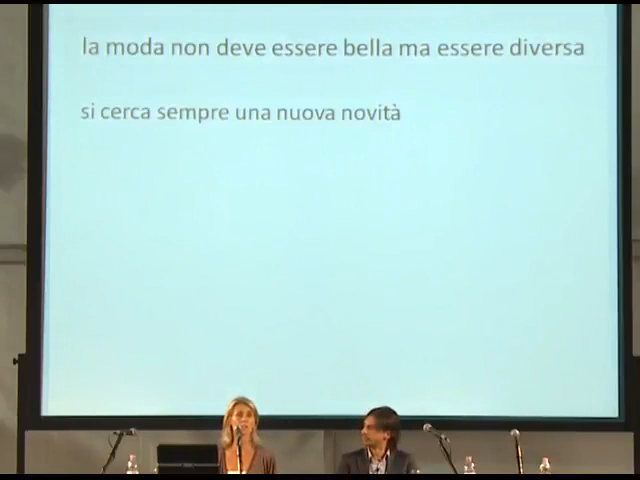 la moda non deve essere bella ma essere diversa
si cerca sempre una nuova novità